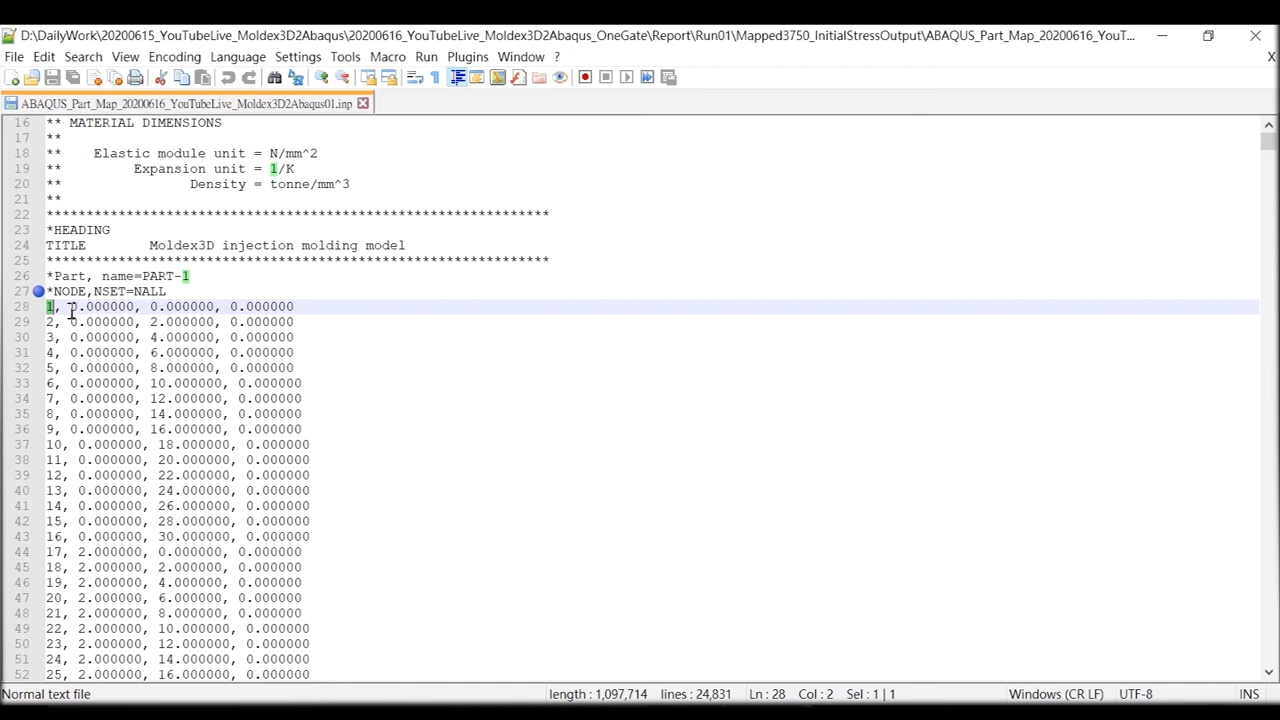 D:\DailyWork\20200615_YouTubeLive_Moldex3D2Abaqus\20200616_YouTubeLive_Moldex3D2Abaqus_OneGate\Report\Run01\Mapped3750_InitialStressOutput\ABAQUS_Part_Map_20200616_YouT...
File Edit Search View Encoding Language Settings Tools Macro Run Plugins Window ? X
ABAQUS_Part_Map_20200616_YouTubeLive_Moldex3D2Abaqus01.inp
16 ** MATERIAL DIMENSIONS
17 **
18 ** Elastic module unit = N/mm^2
19 ** Expansion unit = 1/K
20 ** Density = tonne/mm^3
21 **
22 **************************************************************
23 *HEADING
24 TITLE Moldex3D injection molding model
25 **************************************************************
26 *Part, name=PART-1
27 *NODE,NSET=NALL
28 1, 0.000000, 0.000000, 0.000000
29 2, 0.000000, 2.000000, 0.000000
30 3, 0.000000, 4.000000, 0.000000
31 4, 0.000000, 6.000000, 0.000000
32 5, 0.000000, 8.000000, 0.000000
33 6, 0.000000, 10.000000, 0.000000
34 7, 0.000000, 12.000000, 0.000000
35 8, 0.000000, 14.000000, 0.000000
36 9, 0.000000, 16.000000, 0.000000
37 10, 0.000000, 18.000000, 0.000000
38 11, 0.000000, 20.000000, 0.000000
39 12, 0.000000, 22.000000, 0.000000
40 13, 0.000000, 24.000000, 0.000000
41 14, 0.000000, 26.000000, 0.000000
42 15, 0.000000, 28.000000, 0.000000
43 16, 0.000000, 30.000000, 0.000000
44 17, 2.000000, 0.000000, 0.000000
45 18, 2.000000, 2.000000, 0.000000
46 19, 2.000000, 4.000000, 0.000000
47 20, 2.000000, 6.000000, 0.000000
48 21, 2.000000, 8.000000, 0.000000
49 22, 2.000000, 10.000000, 0.000000
50 23, 2.000000, 12.000000, 0.000000
51 24, 2.000000, 14.000000, 0.000000
52 25, 2.000000, 16.000000, 0.000000
Normal text file length : 1,097,714 lines : 24,831 Ln : 28 Col : 2 Sel : 1 | 1 Windows (CR LF) UTF-8 INS